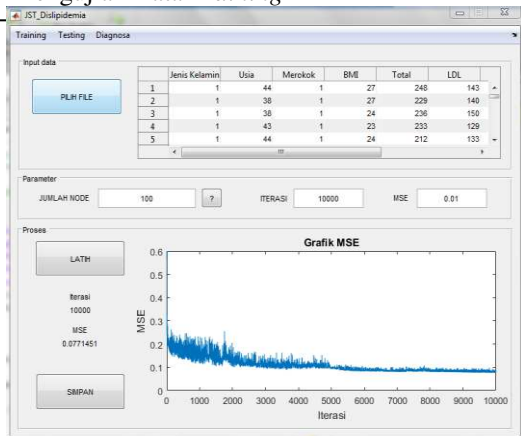 JST_Dislipidemia
Training Testing Diagnosa
Input data
PILIH FILE
Jenis Kelamin Usia Merokok BMI Total LDL
1 1 44 1 27 248 143
2 1 38 1 27 229 140
3 1 38 1 24 236 150
4 1 43 1 23 233 129
5 1 44 1 24 212 133
Parameter
JUMLAH NODE 100 ? ITERASI 10000 MSE 0.01
Proses
LATIH
Iterasi
10000
MSE
0.0771451
SIMPAN
Grafik MSE
MSE
0.6
0.5
0.4
0.3
0.2
0.1
0
0 1000 2000 3000 4000 5000 6000 7000 8000 9000 10000
Iterasi